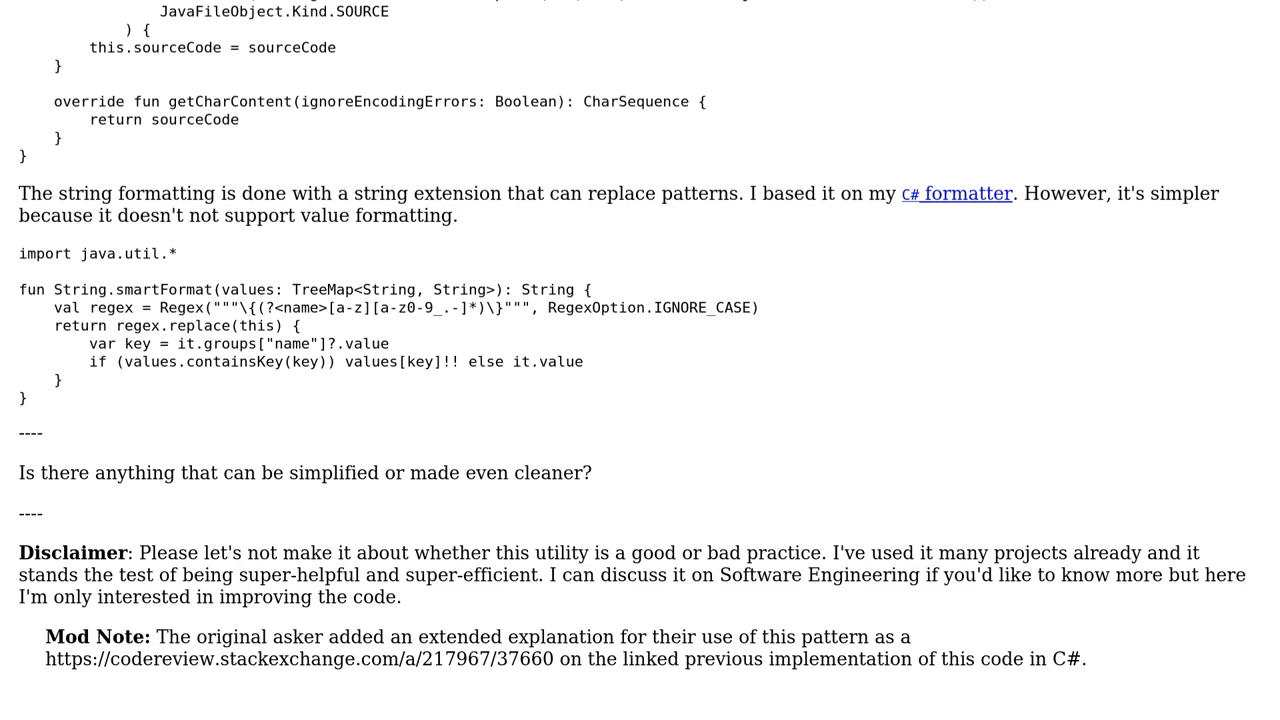 JavaFileObject.Kind.SOURCE
) {
this.sourceCode = sourceCode
}
override fun getCharContent(ignoreEncodingErrors: Boolean): CharSequence {
return sourceCode
}
}
The string formatting is done with a string extension that can replace patterns. I based it on my C# formatter. However, it's simpler
because it doesn't not support value formatting.
import java.util.*
fun String.smartFormat(values: TreeMap<String, String>): String {
val regex = Regex("""\{(?<name>[a-z][a-z0-9_.-]*)\}""", RegexOption.IGNORE_CASE)
return regex.replace(this) {
var key = it.groups["name"]?.value
if (values.containsKey(key)) values[key]!! else it.value
}
}
----
Is there anything that can be simplified or made even cleaner?
----
Disclaimer: Please let's not make it about whether this utility is a good or bad practice. I've used it many projects already and it
stands the test of being super-helpful and super-efficient. I can discuss it on Software Engineering if you'd like to know more but here
I'm only interested in improving the code.
Mod Note: The original asker added an extended explanation for their use of this pattern as a
https://codereview.stackexchange.com/a/217967/37660 on the linked previous implementation of this code in C#.